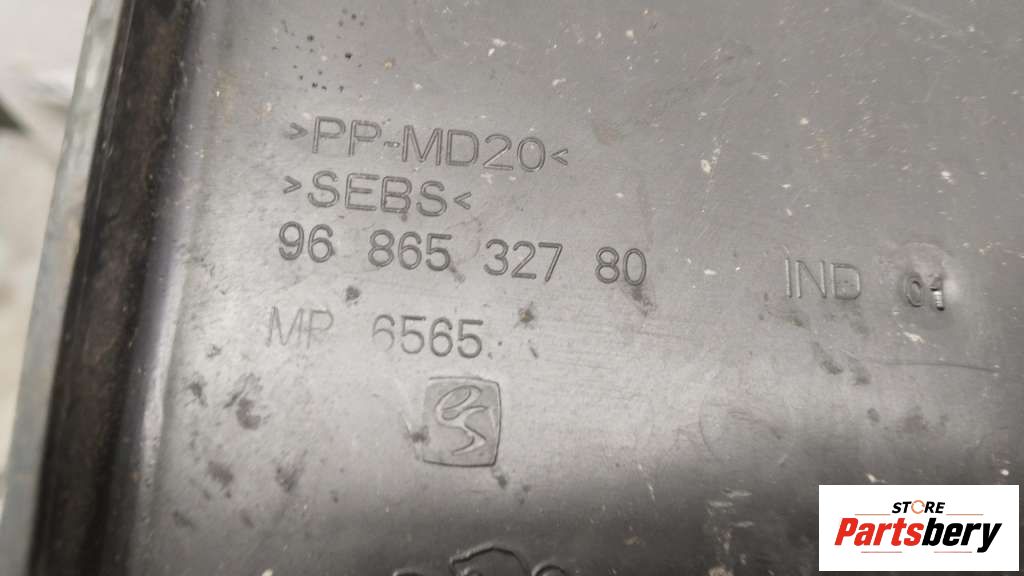 >PP-MD20<
>SEBS<
96 865 327 80
IND 01
MP 6565
STORE
Partsbery